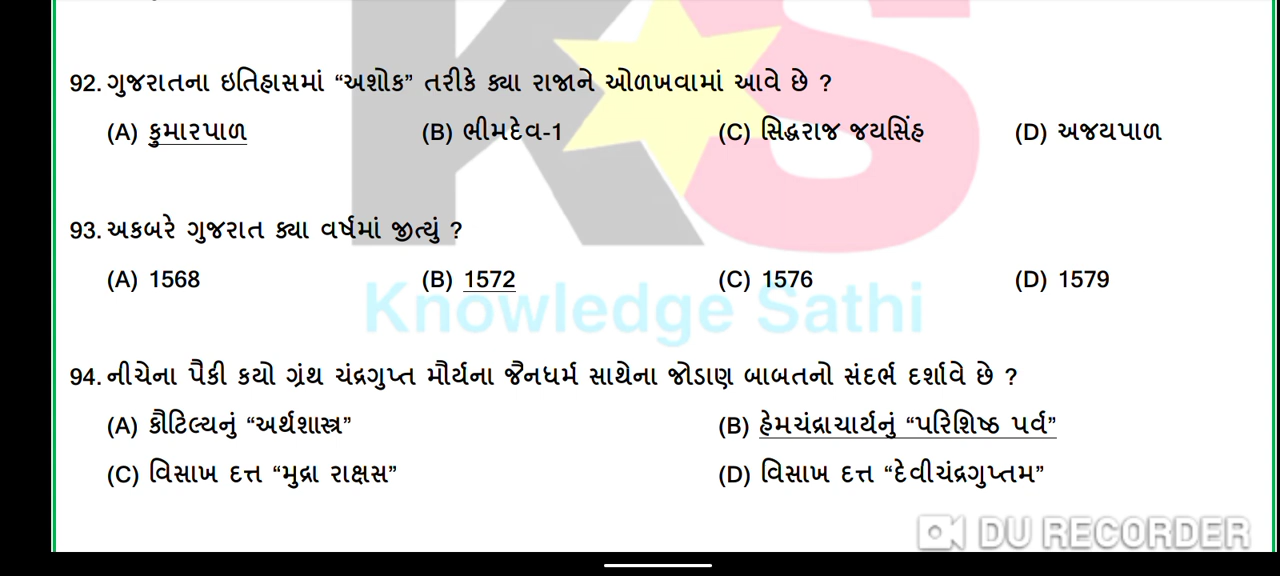 92. ગુજરાતના ઇતિહાસમાં “અશોક” તરીકે ક્યા રાજાને ઓળખવામાં આવે છે ?
(A) કુમારપાળ (B) ભીમદેવ-1 (C) સિદ્ધરાજ જયસિંહ (D) અજયપાળ
93. અકબરે ગુજરાત ક્યા વર્ષમાં જીત્યું ?
(A) 1568 (B) 1572 (C) 1576 (D) 1579
Knowledge Sathi
94. નીચેના પૈકી કયો ગ્રંથ ચંદ્રગુપ્ત મૌર્યના જૈનધર્મ સાથેના જોડાણ બાબતનો સંદર્ભ દર્શાવે છે ?
(A) કૌટિલ્યનું “અર્થશાસ્ત્ર” (B) હેમચંદ્રાચાર્યનું “પરિશિષ્ઠ પર્વ”
(C) વિસાખ દત્ત “મુદ્રા રાક્ષસ” (D) વિસાખ દત્ત “દેવીચંદ્રગુપ્તમ”
DU RECORDER